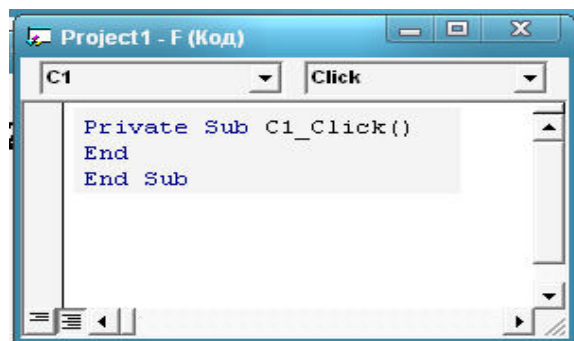 Project1 - F (Код)
C1 Click
Private Sub C1_Click()
End
End Sub